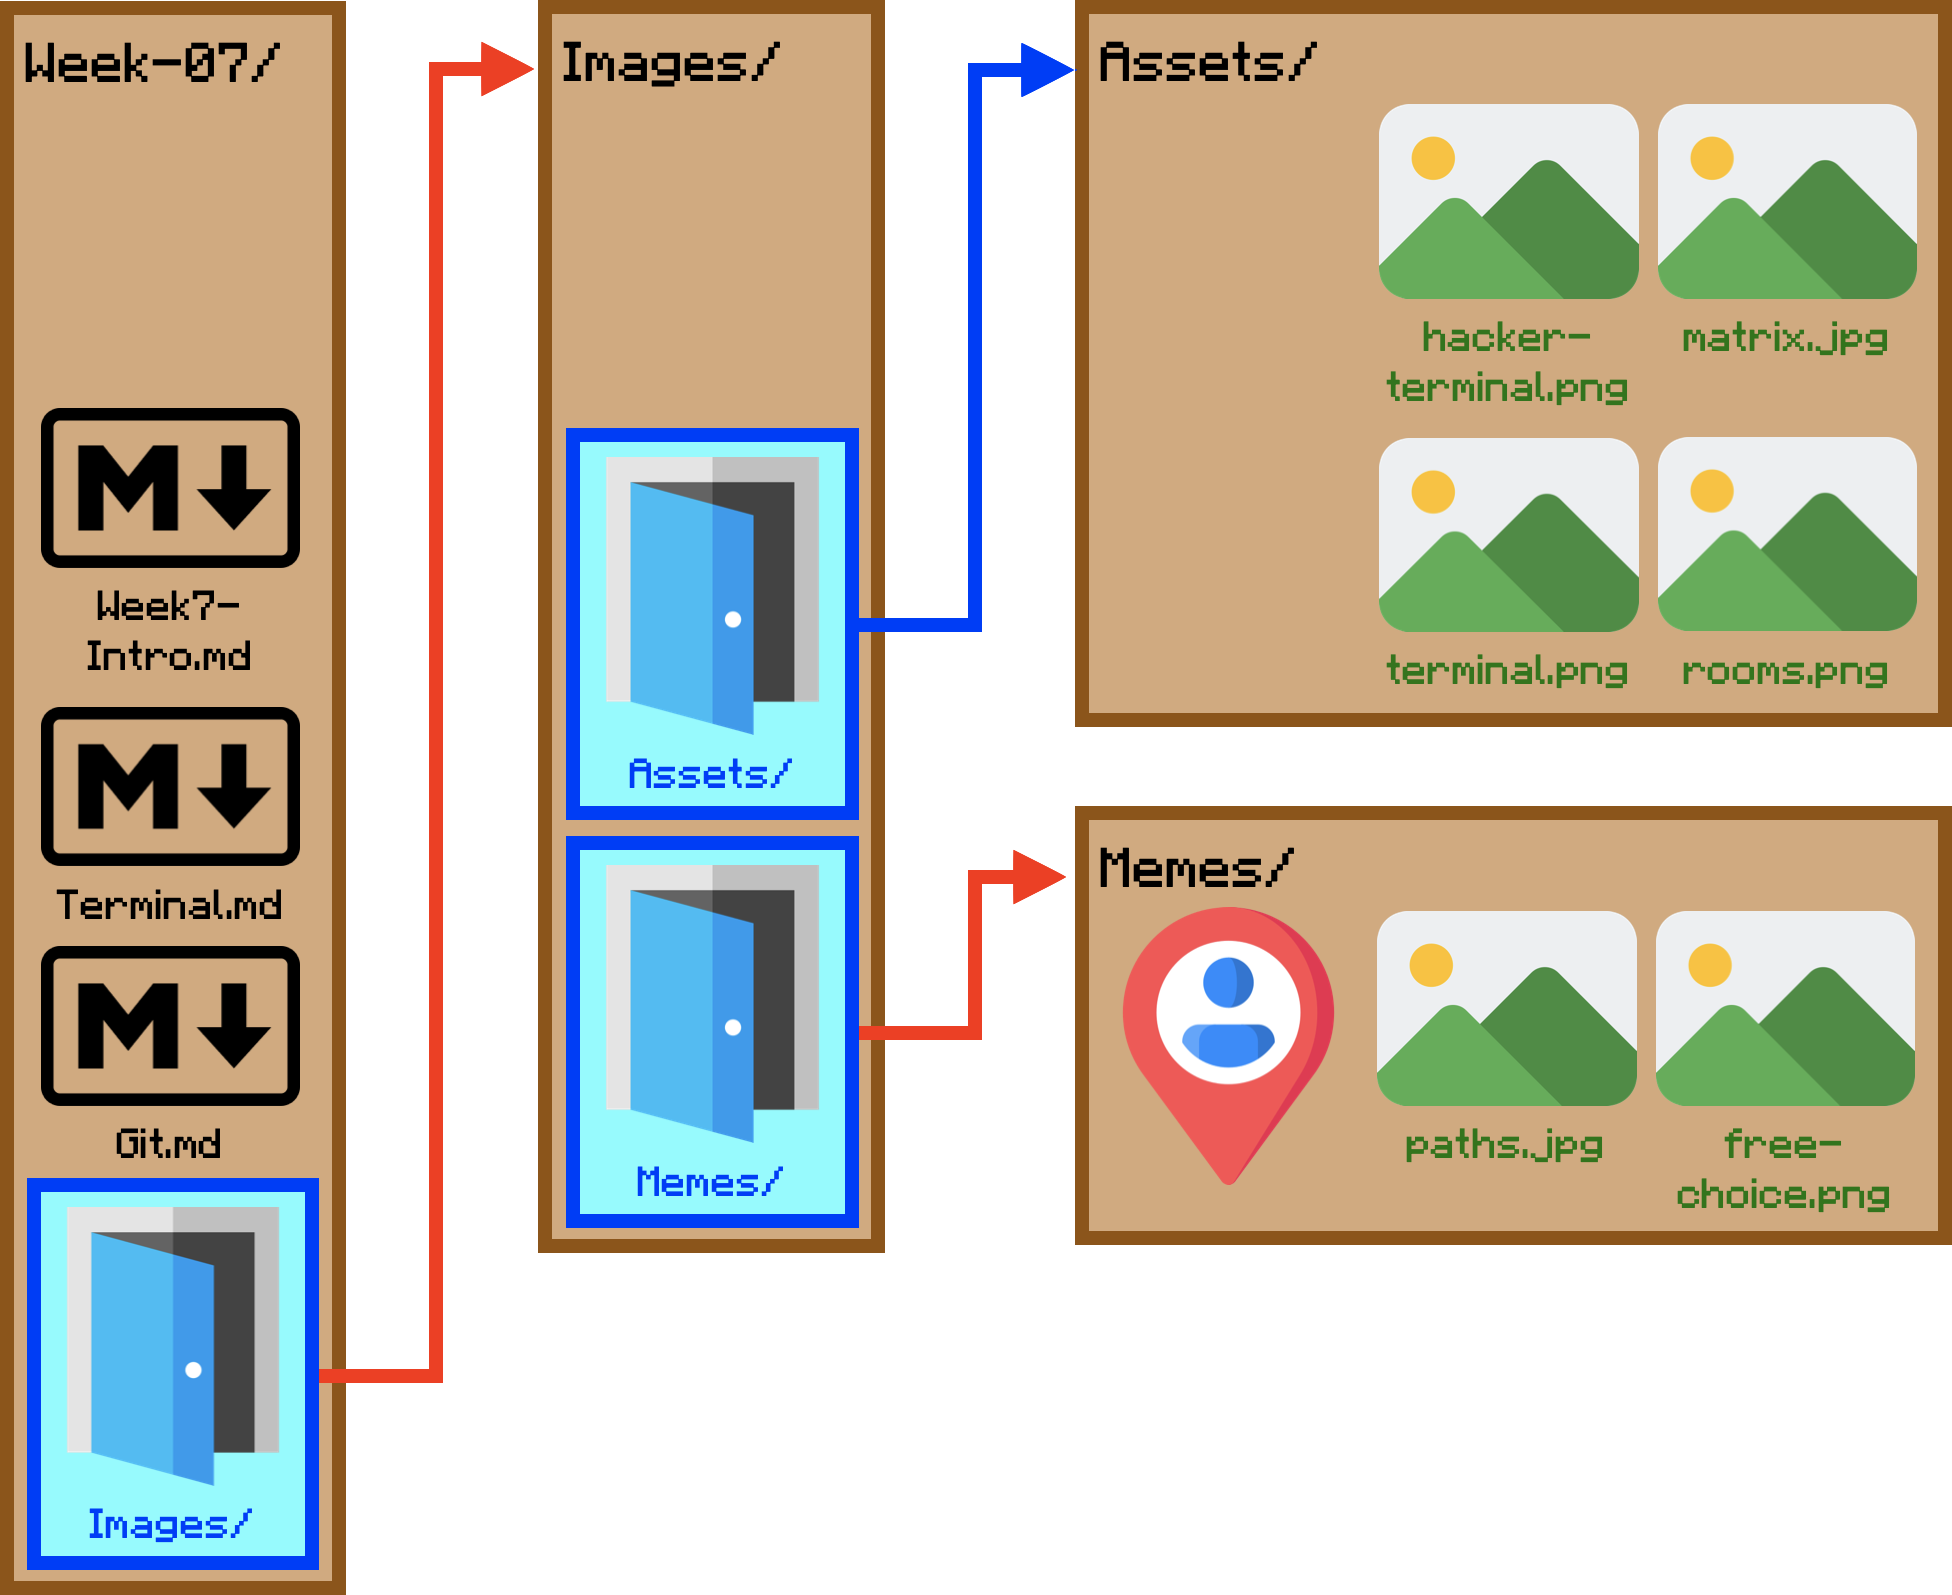 Week-07/
Week7-
Intro.md
Terminal.md
Git.md
Images/
Images/
Assets/
Memes/
Assets/
hacker-
terminal.png
matrix.jpg
terminal.png
rooms.png
Memes/
paths.jpg
free-
choice.png